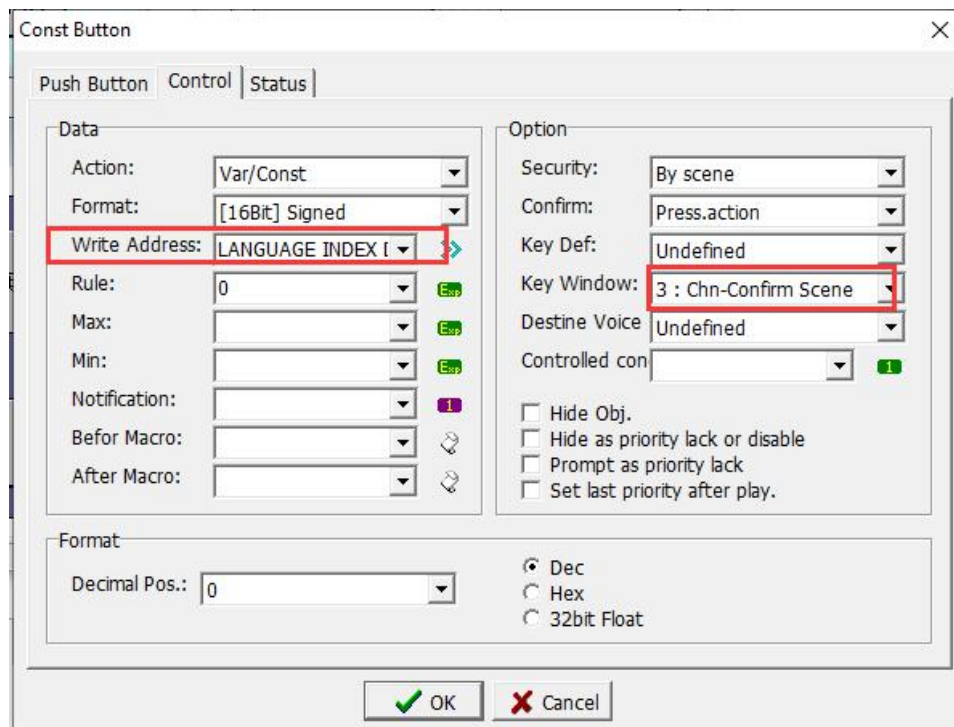 Const Button
Push Button Control Status
Data
Action: Var/Const
Format: [16Bit] Signed
Write Address: LANGUAGE INDEX
Rule: 0 Exp
Max: Exp
Min: Exp
Notification: 1
Befor Macro:
After Macro:
Option
Security: By scene
Confirm: Press.action
Key Def: Undefined
Key Window: 3 : Chn-Confirm Scene
Destine Voice Undefined
Controlled con 1
Hide Obj.
Hide as priority lack or disable
Prompt as priority lack
Set last priority after play.
Format
Decimal Pos.: 0
Dec
Hex
32bit Float
OK Cancel